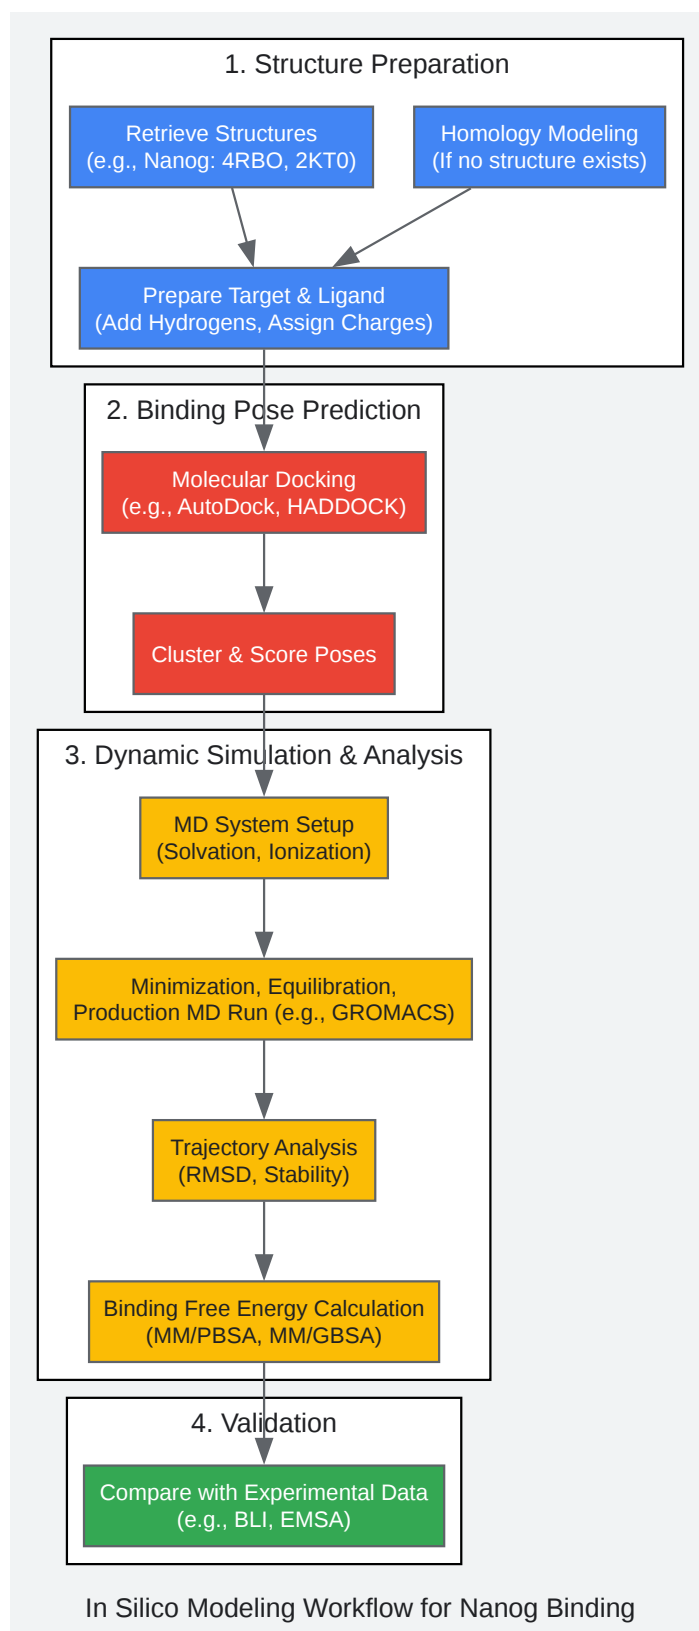 1. Structure Preparation
Retrieve Structures
(e.g., Nanog: 4RBO, 2KT0)
Homology Modeling
(If no structure exists)
Prepare Target & Ligand
(Add Hydrogens, Assign Charges)
2. Binding Pose Prediction
Molecular Docking
(e.g., AutoDock, HADDOCK)
Cluster & Score Poses
3. Dynamic Simulation & Analysis
MD System Setup
(Solvation, Ionization)
Minimization, Equilibration,
Production MD Run (e.g., GROMACS)
Trajectory Analysis
(RMSD, Stability)
Binding Free Energy Calculation
(MM/PBSA, MM/GBSA)
4. Validation
Compare with Experimental Data
(e.g., BLI, EMSA)
In Silico Modeling Workflow for Nanog Binding